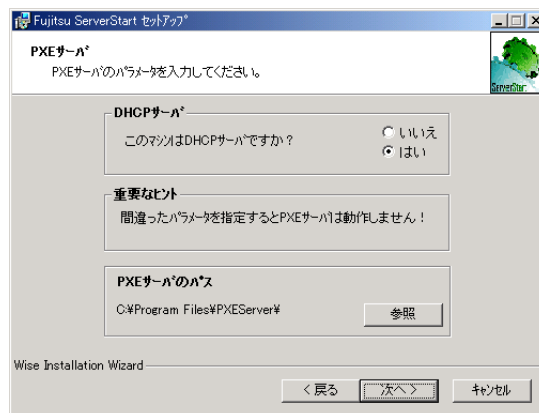 Fujitsu ServerStart ｾｯﾄｱｯﾌﾟ
PXEｻｰﾊﾞ
PXEｻｰﾊﾞのﾊﾟﾗﾒｰﾀを入力してください。
ServerStart
DHCPｻｰﾊﾞ
このﾏｼﾝはDHCPｻｰﾊﾞですか？
いいえ
はい
重要なﾋﾝﾄ
間違ったﾊﾟﾗﾒｰﾀを指定するとPXEｻｰﾊﾞは動作しません！
PXEｻｰﾊﾞのﾊﾟｽ
C:¥Program Files¥PXEServer¥
参照
Wise Installation Wizard
< 戻る
次へ >
ｷｬﾝｾﾙ